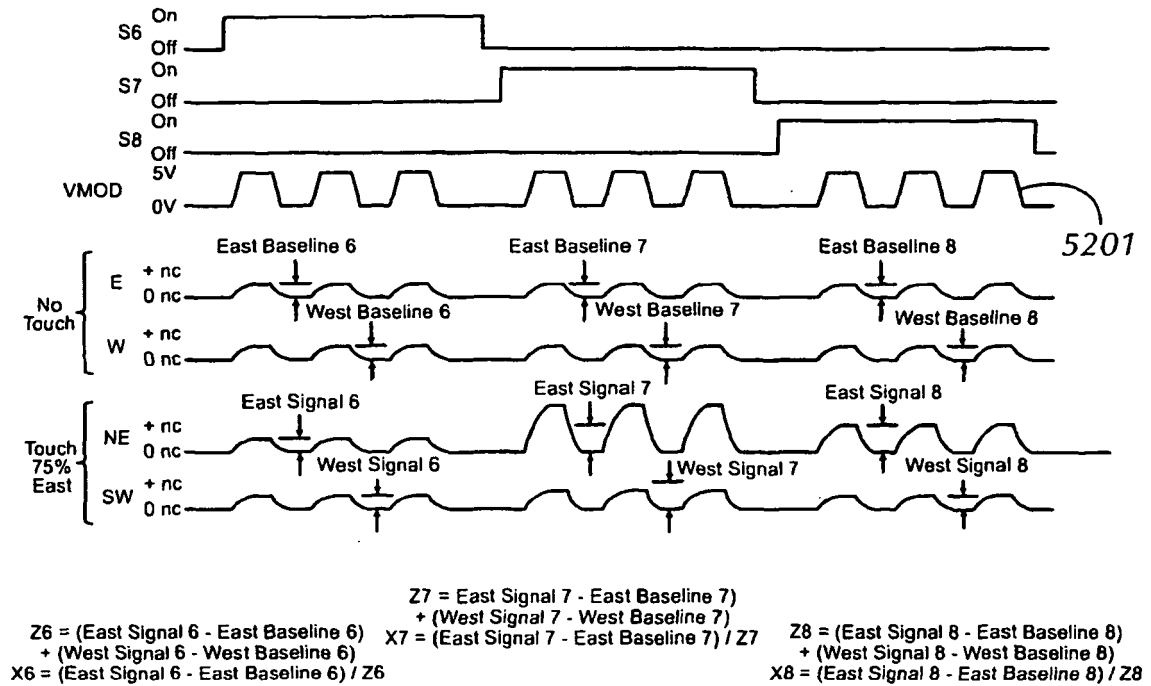 On
S6
Off
On
S7
Off
On
S8
Off
5V
VMOD
0V
5201
East Baseline 6
East Baseline 7
East Baseline 8
No
Touch
E
+ nc
0 nc
West Baseline 6
West Baseline 7
West Baseline 8
W
+ nc
0 nc
East Signal 6
East Signal 7
East Signal 8
Touch
75%
East
NE
+ nc
0 nc
West Signal 6
West Signal 7
West Signal 8
SW
+ nc
0 nc
Z6 = (East Signal 6 - East Baseline 6)
+ (West Signal 6 - West Baseline 6)
X6 = (East Signal 6 - East Baseline 6) / Z6
Z7 = East Signal 7 - East Baseline 7)
+ (West Signal 7 - West Baseline 7)
X7 = (East Signal 7 - East Baseline 7) / Z7
Z8 = (East Signal 8 - East Baseline 8)
+ (West Signal 8 - West Baseline 8)
X8 = (East Signal 8 - East Baseline 8) / Z8